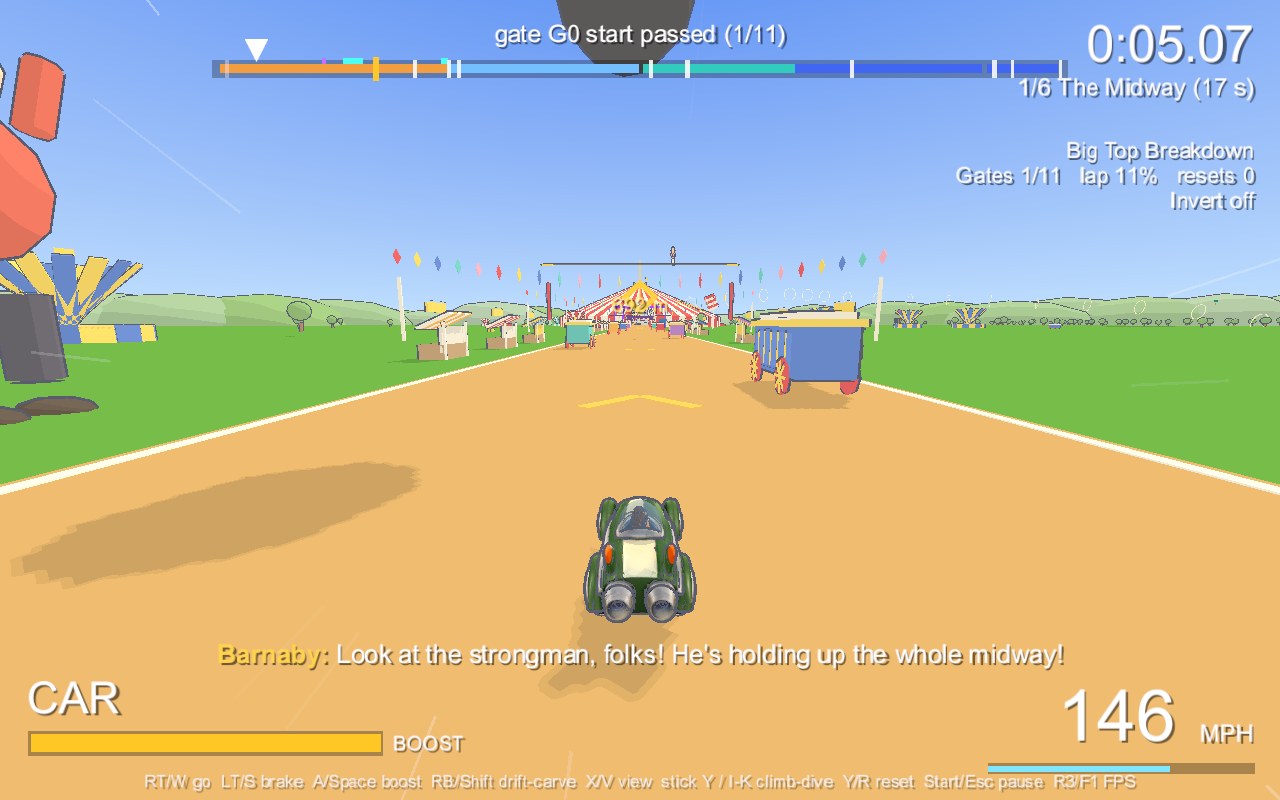 gate G0 start passed (1/11)
0:05.07
1/6 The Midway (17 s)
Big Top Breakdown
Gates 1/11 lap 11% resets 0
Invert off
Barnaby: Look at the strongman, folks! He's holding up the whole midway!
CAR
BOOST
146 MPH
RT/W go LT/S brake A/Space boost RB/Shift drift-carve X/V view stick Y / I-K climb-dive Y/R reset Start/Esc pause R3/F1 FPS